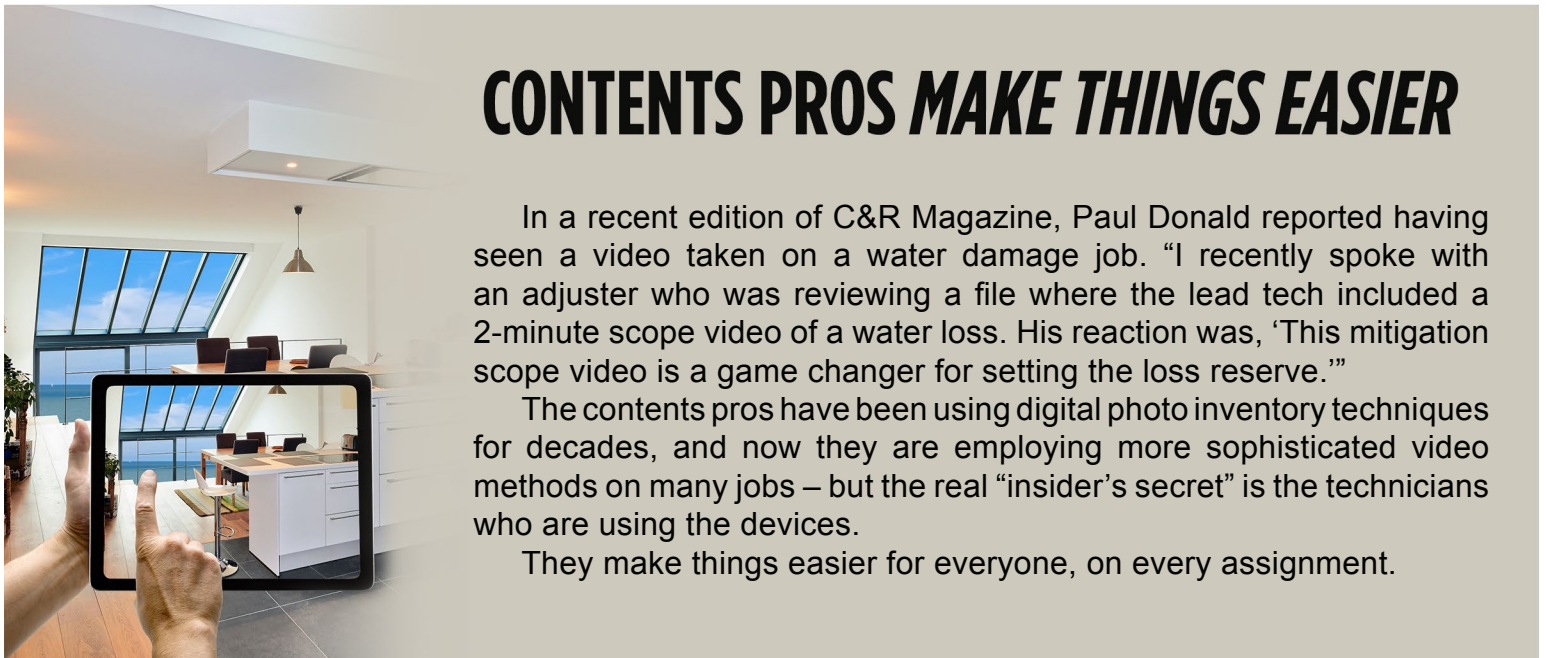 CONTENTS PROS MAKE THINGS EASIER
In a recent edition of C&R Magazine, Paul Donald reported having
seen a video taken on a water damage job. “I recently spoke with
an adjuster who was reviewing a file where the lead tech included a
2-minute scope video of a water loss. His reaction was, ‘This mitigation
scope video is a game changer for setting the loss reserve.’”
The contents pros have been using digital photo inventory techniques
for decades, and now they are employing more sophisticated video
methods on many jobs – but the real “insider’s secret” is the technicians
who are using the devices.
They make things easier for everyone, on every assignment.